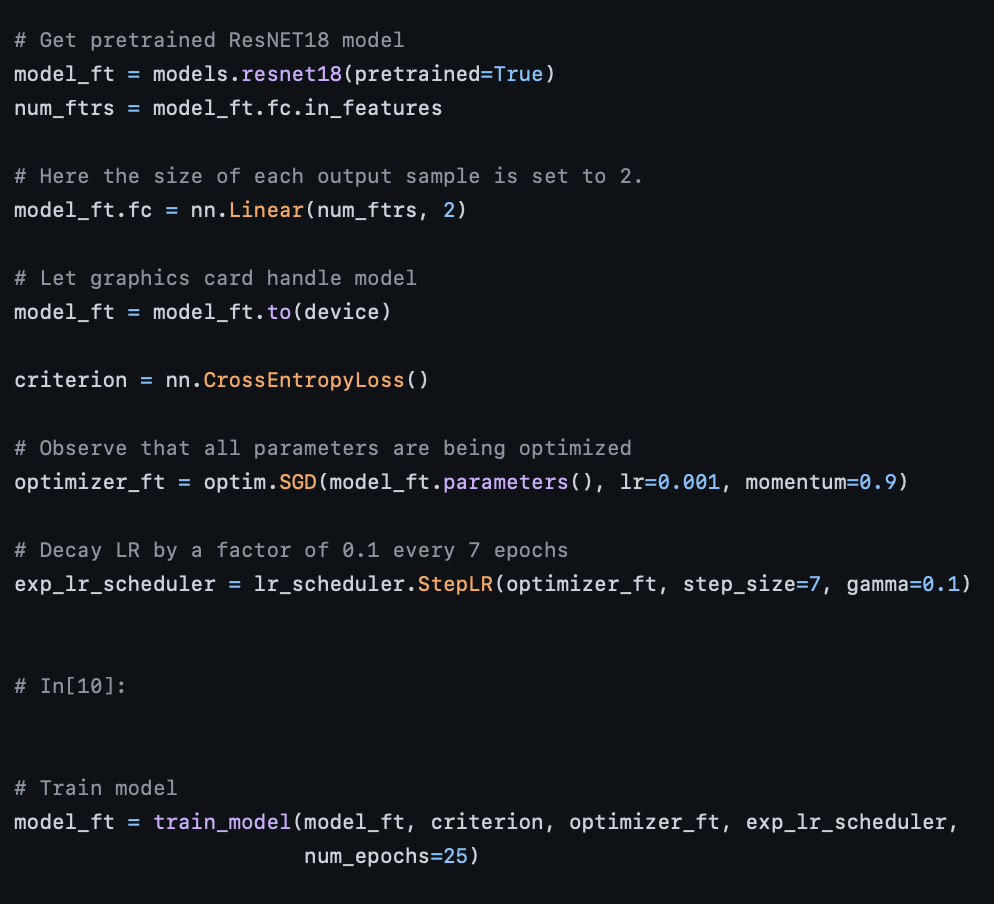 # Get pretrained ResNET18 model
model_ft = models.resnet18(pretrained=True)
num_ftrs = model_ft.fc.in_features
# Here the size of each output sample is set to 2.
model_ft.fc = nn.Linear(num_ftrs, 2)
# Let graphics card handle model
model_ft = model_ft.to(device)
criterion = nn.CrossEntropyLoss()
# Observe that all parameters are being optimized
optimizer_ft = optim.SGD(model_ft.parameters(), lr=0.001, momentum=0.9)
# Decay LR by a factor of 0.1 every 7 epochs
exp_lr_scheduler = lr_scheduler.StepLR(optimizer_ft, step_size=7, gamma=0.1)
# In[10]:
# Train model
model_ft = train_model(model_ft, criterion, optimizer_ft, exp_lr_scheduler,
num_epochs=25)